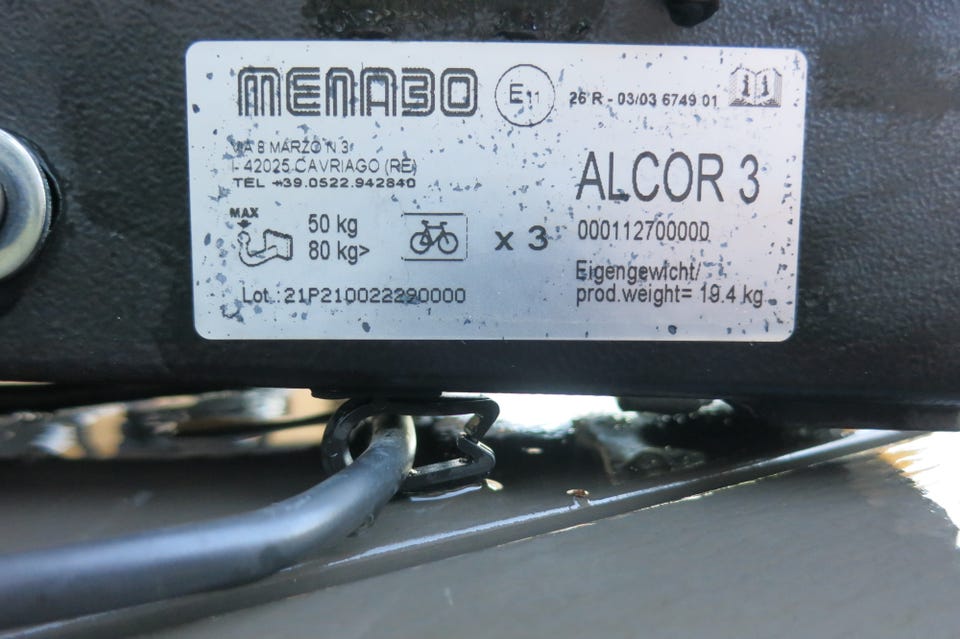 MENABO
E11
26 R - 03/03 6749 01
VIA 8 MARZO N 3
I- 42025 CAVRIAGO (RE)
TEL +39.0522.942840
ALCOR 3
000112700000
MAX
50 kg
80 kg>
x 3
Eigengewicht/
prod.weight= 19.4 kg
Lot. 21P210022290000